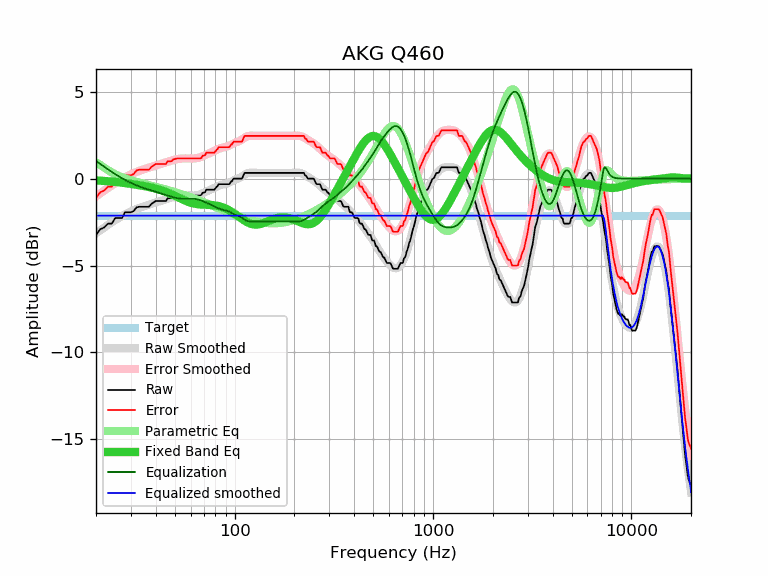 AKG Q460
Amplitude (dBr)
5
0
−5
−10
−15
Target
Raw Smoothed
Error Smoothed
Raw
Error
Parametric Eq
Fixed Band Eq
Equalization
Equalized smoothed
100
1000
10000
Frequency (Hz)